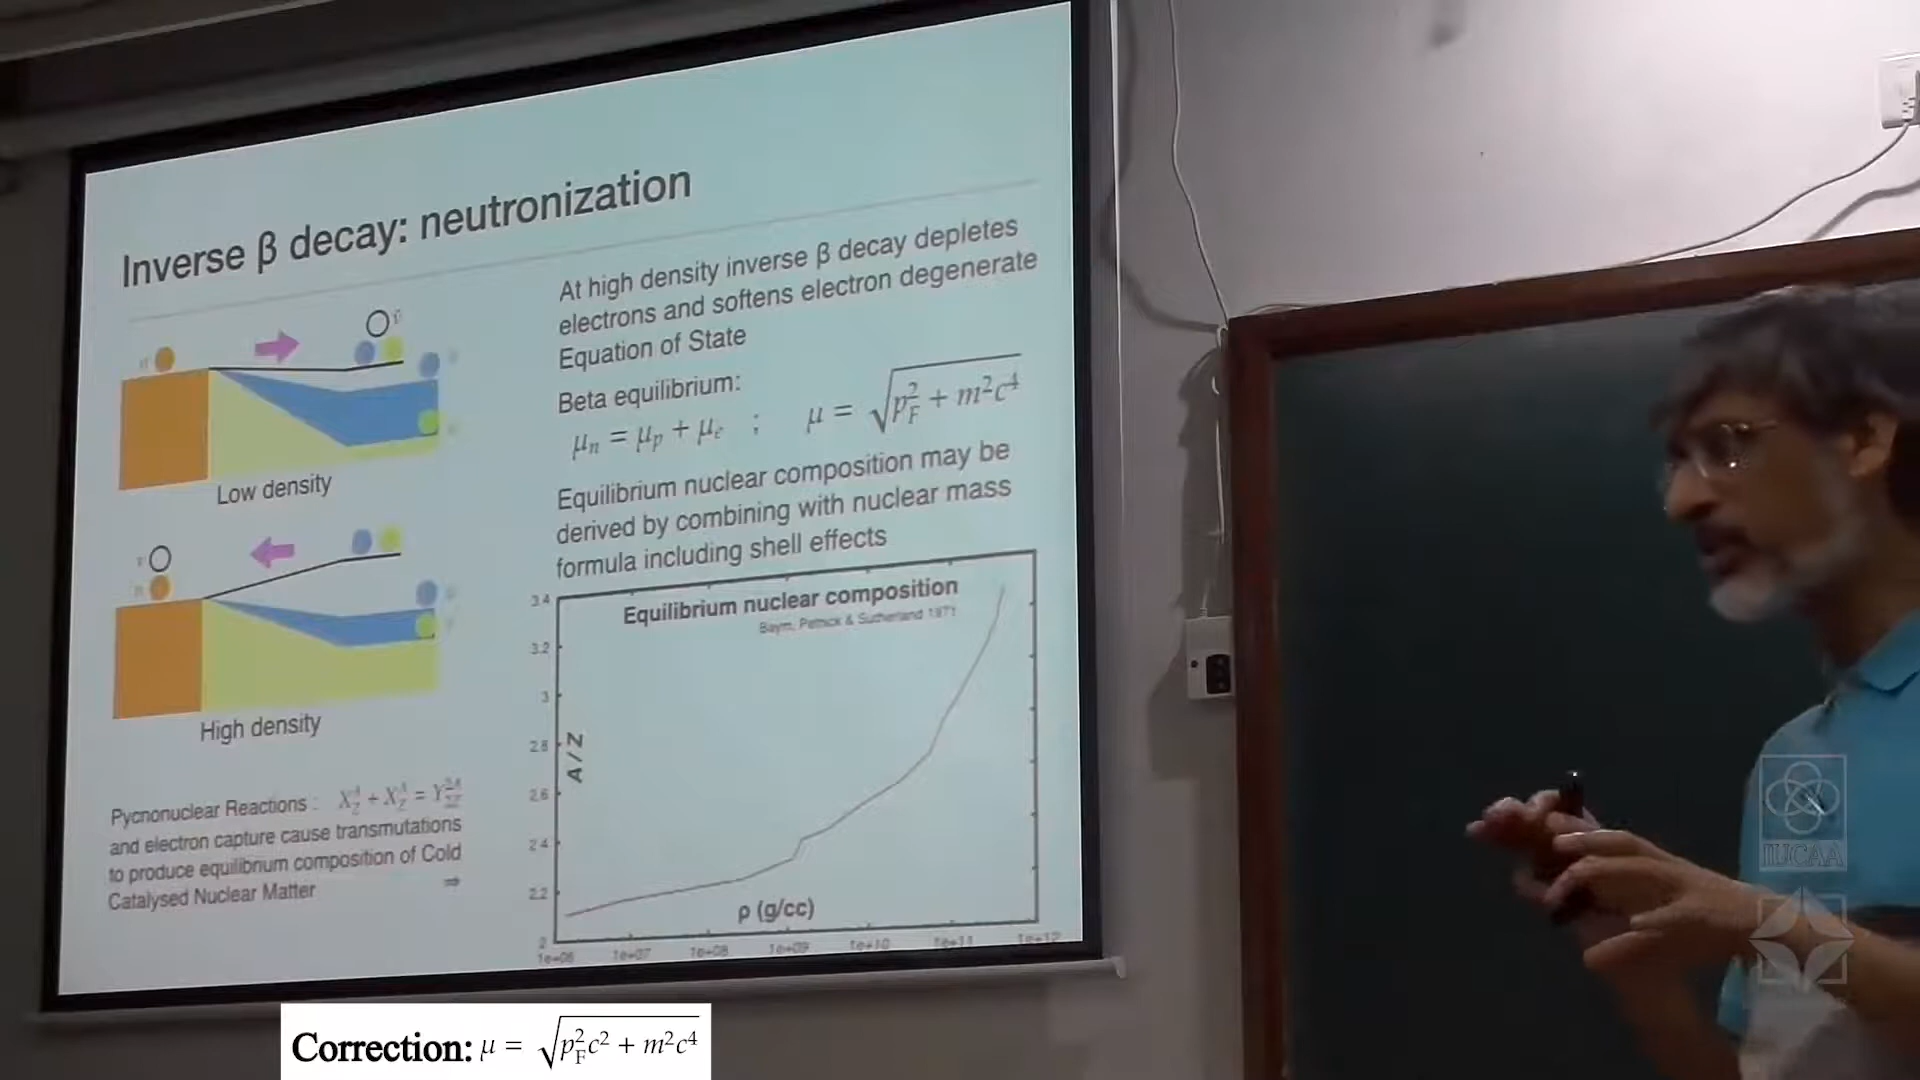 Inverse β decay: neutronization
At high density inverse β decay depletes
electrons and softens electron degenerate
Equation of State
Beta equilibrium:
μₙ = μₚ + μₑ ; μ = √(p_F² + m²c⁴)
Equilibrium nuclear composition may be
derived by combining with nuclear mass
formula including shell effects
Low density
High density
Pycnonuclear Reactions :
and electron capture cause transmutations
to produce equilibrium composition of Cold
Catalysed Nuclear Matter ⇒
Equilibrium nuclear composition
Baym, Pethick & Sutherland 1971
3.4
3.2
3
2.8
2.6
2.4
2.2
2
A/Z
ρ (g/cc)
1e+06 1e+07 1e+08 1e+09 1e+10 1e+11 1e+12
Correction: μ = √(p_F²c² + m²c⁴)
IUCAA